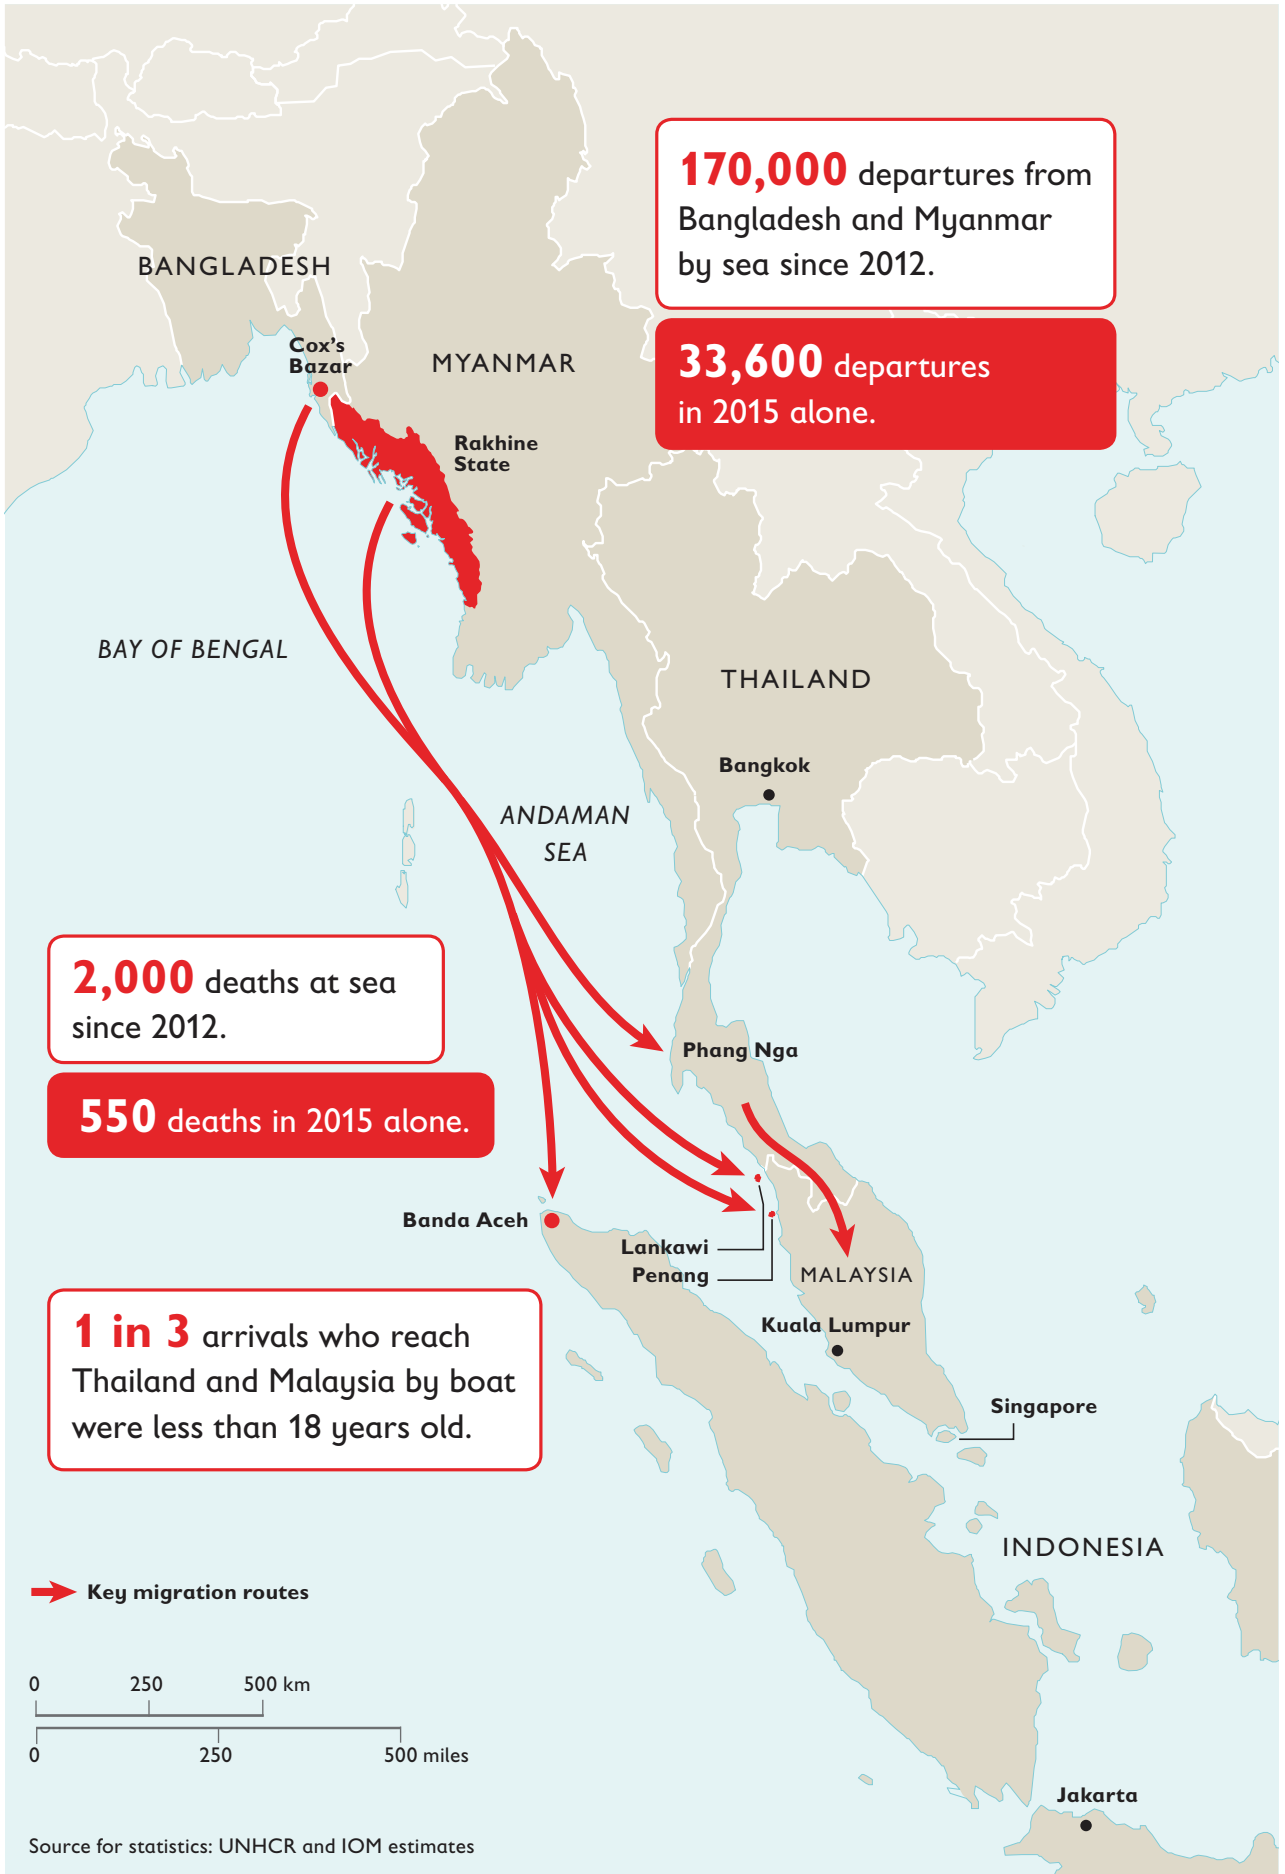 170,000 departures from
Bangladesh and Myanmar
by sea since 2012.
BANGLADESH
33,600 departures
in 2015 alone.
Cox's
Bazar
MYANMAR
Rakhine
State
BAY OF BENGAL
THAILAND
Bangkok
ANDAMAN
SEA
2,000 deaths at sea
since 2012.
Phang Nga
550 deaths in 2015 alone.
Banda Aceh
Lankawi
Penang
MALAYSIA
1 in 3 arrivals who reach
Thailand and Malaysia by boat
were less than 18 years old.
Kuala Lumpur
Singapore
INDONESIA
Key migration routes
0 250 500 km
0 250 500 miles
Jakarta
Source for statistics: UNHCR and IOM estimates